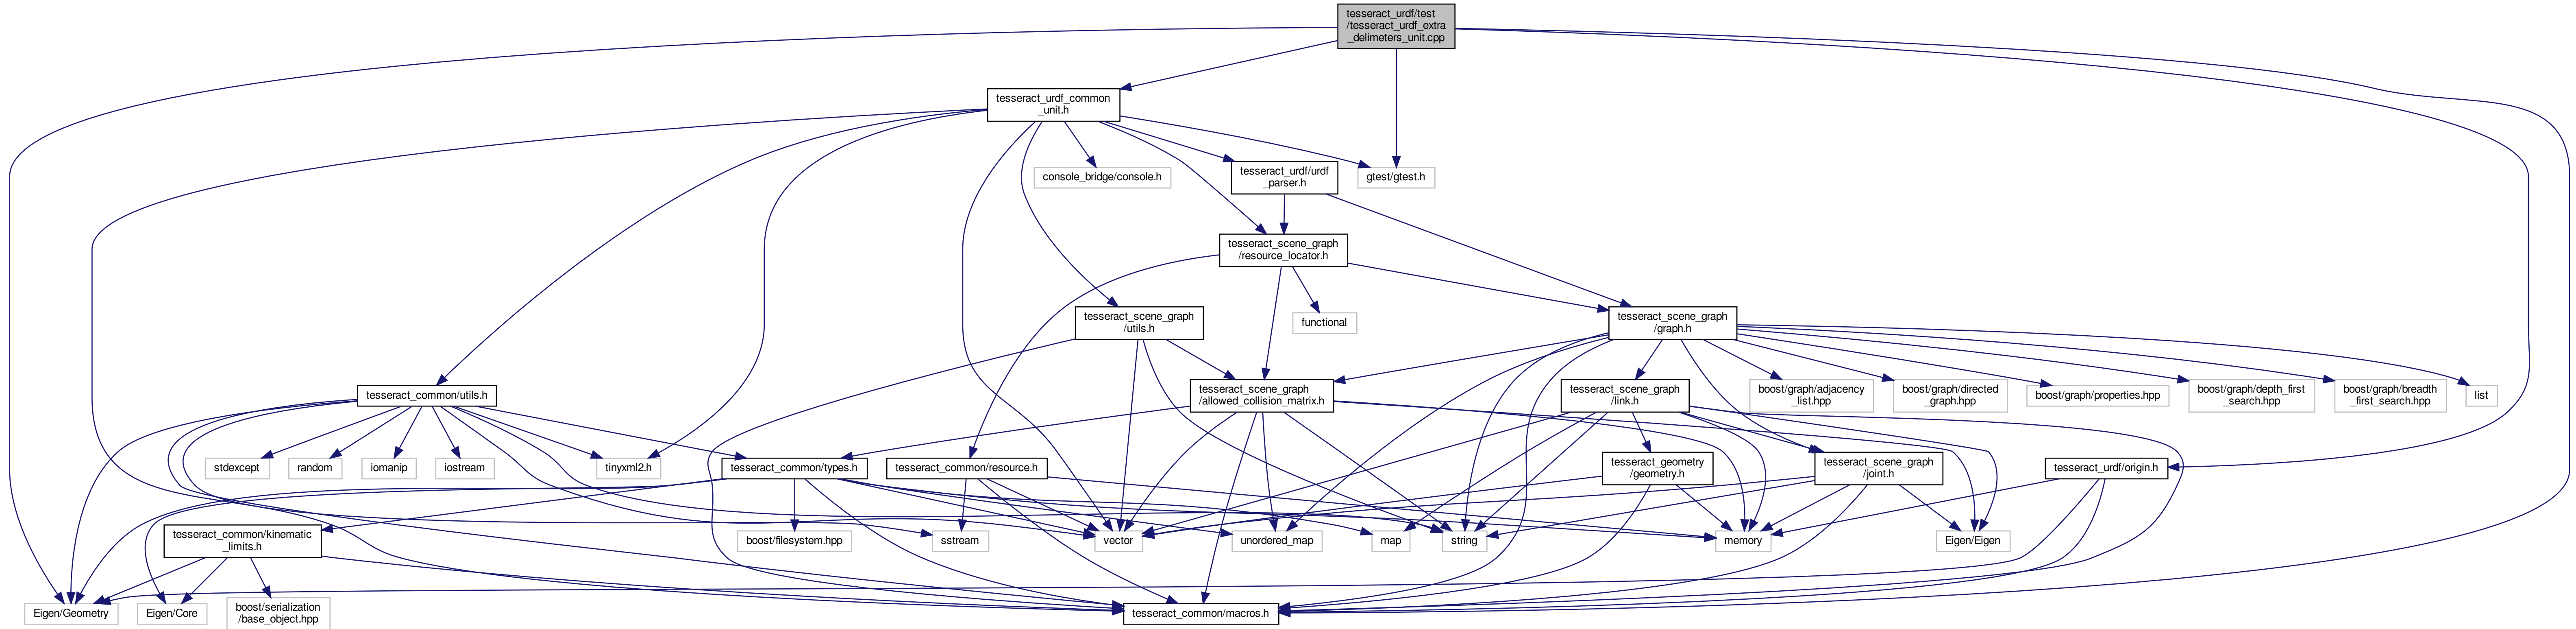 tesseract_urdf/test
/tesseract_urdf_extra
_delimeters_unit.cpp
tesseract_urdf_common
_unit.h
console_bridge/console.h
tesseract_urdf/urdf
_parser.h
gtest/gtest.h
tesseract_scene_graph
/resource_locator.h
tesseract_scene_graph
/utils.h
functional
tesseract_scene_graph
/graph.h
tesseract_common/utils.h
tesseract_scene_graph
/allowed_collision_matrix.h
tesseract_scene_graph
/link.h
boost/graph/adjacency
_list.hpp
boost/graph/directed
_graph.hpp
boost/graph/properties.hpp
boost/graph/depth_first
_search.hpp
boost/graph/breadth
_first_search.hpp
list
stdexcept
random
iomanip
iostream
tinyxml2.h
tesseract_common/types.h
tesseract_common/resource.h
tesseract_geometry
/geometry.h
tesseract_scene_graph
/joint.h
tesseract_urdf/origin.h
tesseract_common/kinematic
_limits.h
boost/filesystem.hpp
sstream
vector
unordered_map
map
string
memory
Eigen/Eigen
Eigen/Geometry
Eigen/Core
boost/serialization
/base_object.hpp
tesseract_common/macros.h